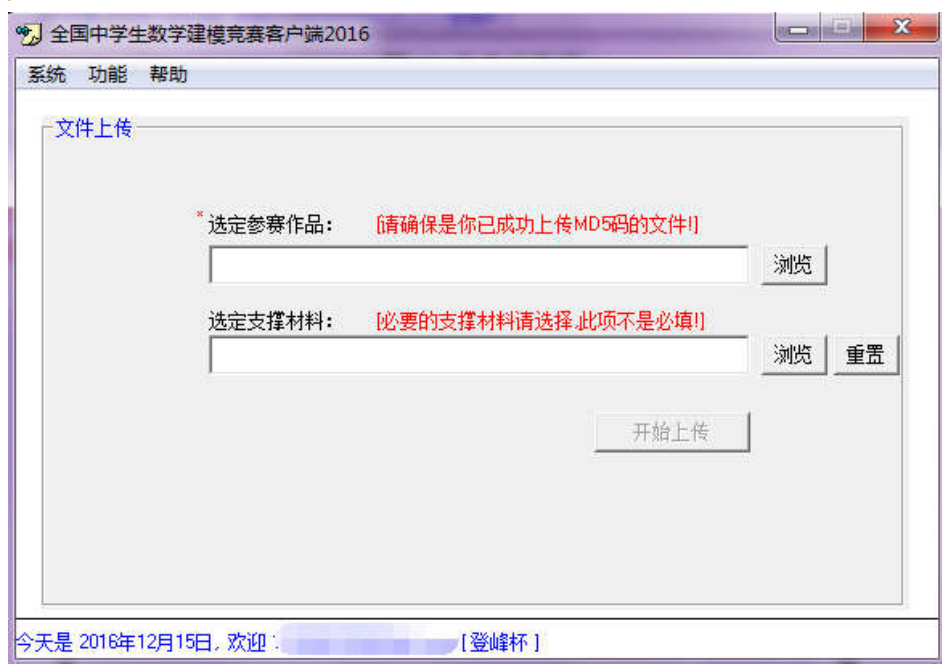 全国中学生数学建模竞赛客户端2016
系统 功能 帮助
文件上传
*选定参赛作品： [请确保是你已成功上传MD5码的文件!]
浏览
选定支撑材料： [必要的支撑材料请选择,此项不是必填!]
浏览 重置
开始上传
今天是 2016年12月15日, 欢迎 : [ 登峰杯 ]